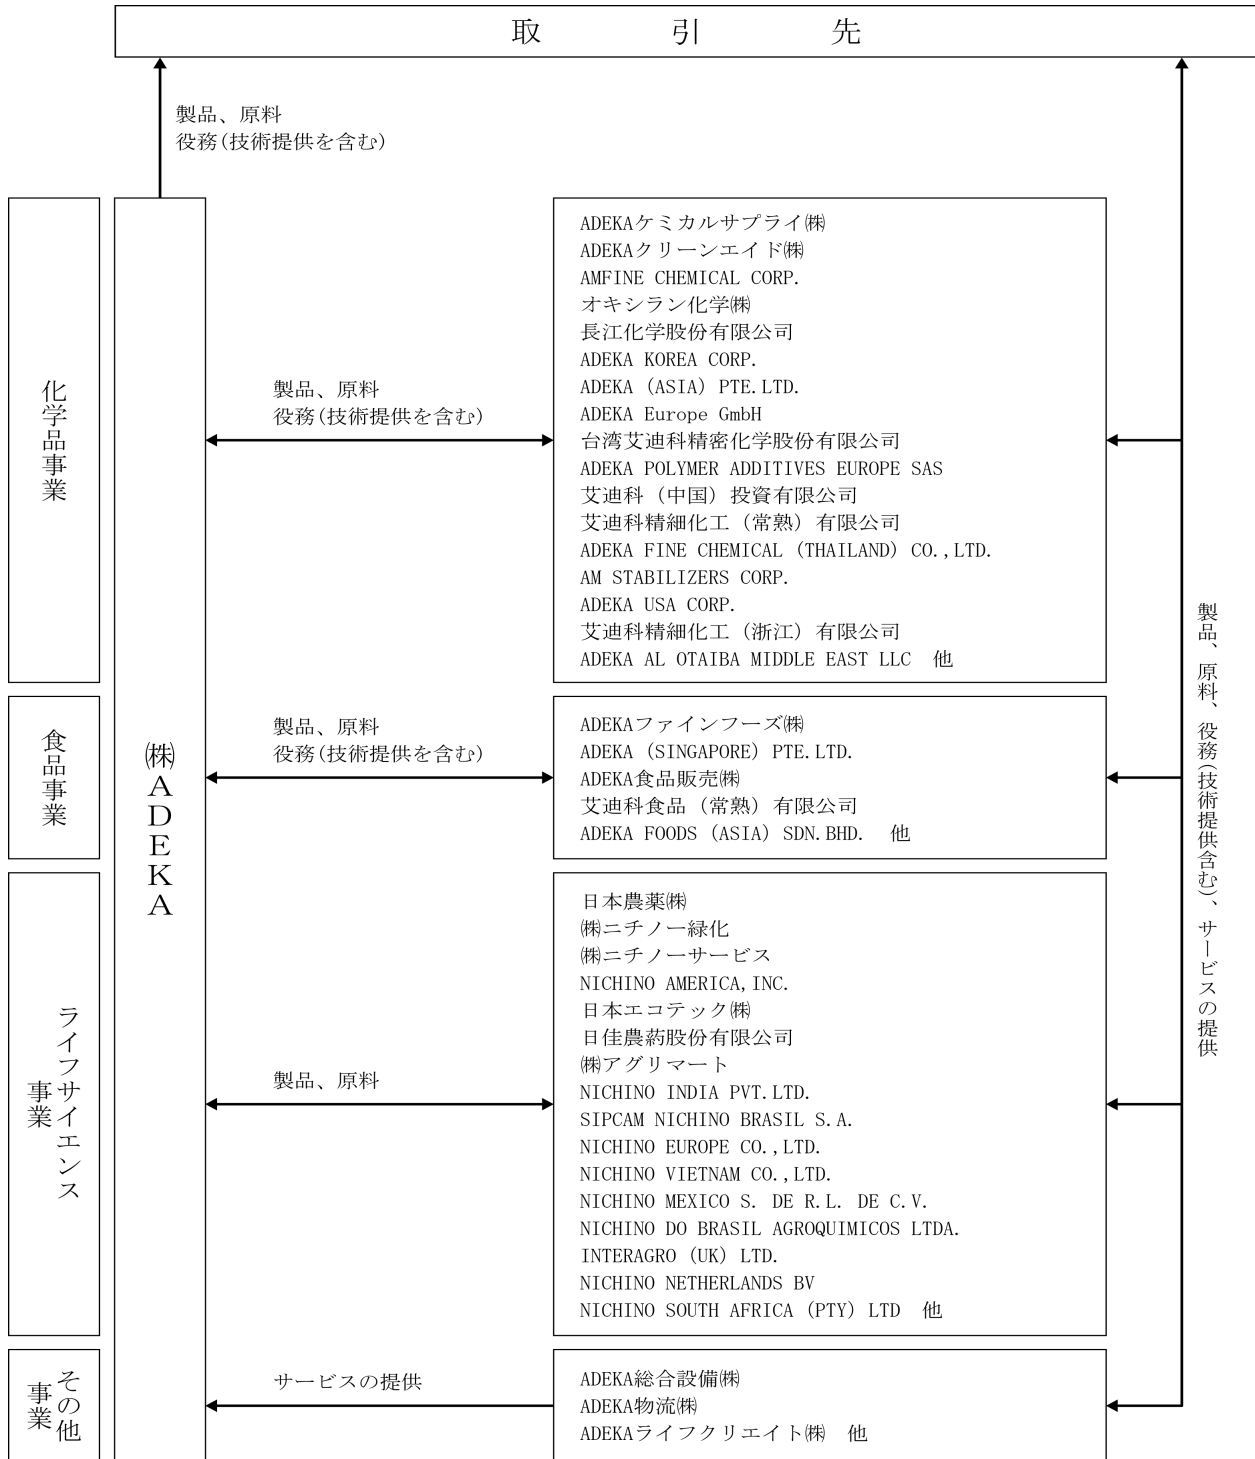 取引先
製品、原料
役務(技術提供を含む)
化学品事業
㈱ADEKA
製品、原料
役務(技術提供を含む)
ADEKAケミカルサプライ㈱
ADEKAクリーンエイド㈱
AMFINE CHEMICAL CORP.
オキシラン化学㈱
長江化学股份有限公司
ADEKA KOREA CORP.
ADEKA (ASIA) PTE.LTD.
ADEKA Europe GmbH
台湾艾迪科精密化学股份有限公司
ADEKA POLYMER ADDITIVES EUROPE SAS
艾迪科（中国）投資有限公司
艾迪科精細化工（常熟）有限公司
ADEKA FINE CHEMICAL (THAILAND) CO.,LTD.
AM STABILIZERS CORP.
ADEKA USA CORP.
艾迪科精細化工（浙江）有限公司
ADEKA AL OTAIBA MIDDLE EAST LLC　他
食品事業
製品、原料
役務(技術提供を含む)
ADEKAファインフーズ㈱
ADEKA (SINGAPORE) PTE.LTD.
ADEKA食品販売㈱
艾迪科食品（常熟）有限公司
ADEKA FOODS (ASIA) SDN.BHD.　他
ライフサイエンス
事業
製品、原料
日本農薬㈱
㈱ニチノー緑化
㈱ニチノーサービス
NICHINO AMERICA,INC.
日本エコテック㈱
日佳農葯股份有限公司
㈱アグリマート
NICHINO INDIA PVT.LTD.
SIPCAM NICHINO BRASIL S.A.
NICHINO EUROPE CO.,LTD.
NICHINO VIETNAM CO.,LTD.
NICHINO MEXICO S. DE R.L. DE C.V.
NICHINO DO BRASIL AGROQUIMICOS LTDA.
INTERAGRO (UK) LTD.
NICHINO NETHERLANDS BV
NICHINO SOUTH AFRICA (PTY) LTD　他
その他
事業
サービスの提供
ADEKA総合設備㈱
ADEKA物流㈱
ADEKAライフクリエイト㈱　他
製品、原料、役務(技術提供含む)、サービスの提供